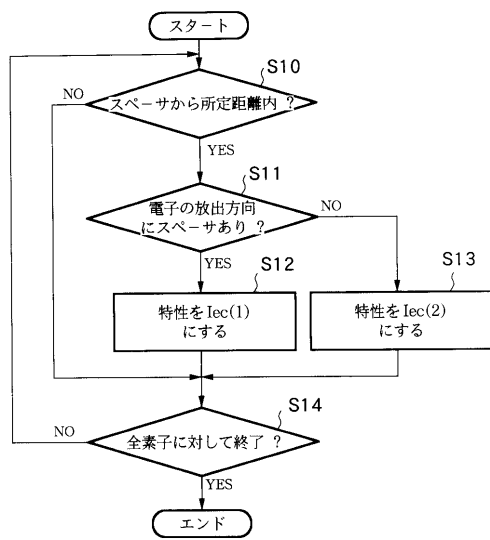 スタート
S10
スペーサから所定距離内 ?
NO
YES
S11
電子の放出方向
にスペーサあり ?
NO
YES
S12
特性をIec(1)
にする
S13
特性をIec(2)
にする
S14
全素子に対して終了 ?
NO
YES
エンド